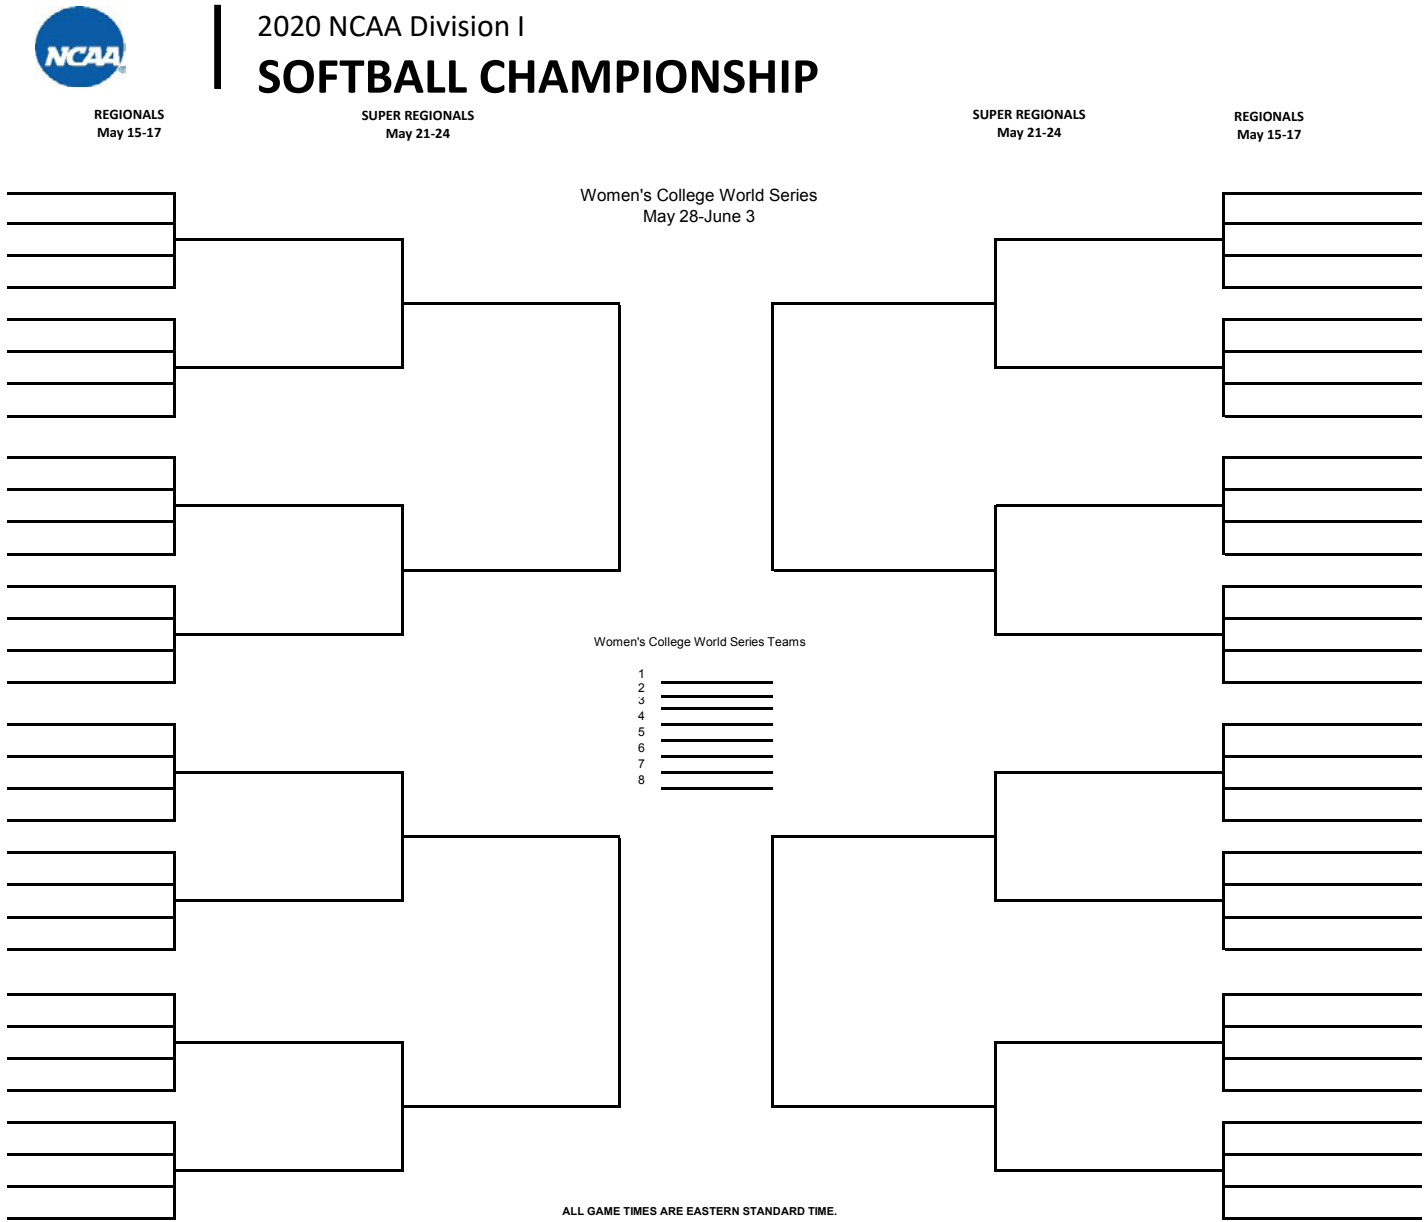 NCAA
2020 NCAA Division I
SOFTBALL CHAMPIONSHIP
REGIONALS
May 15-17
SUPER REGIONALS
May 21-24
SUPER REGIONALS
May 21-24
REGIONALS
May 15-17
Women's College World Series
May 28-June 3
Women's College World Series Teams
1
2
3
4
5
6
7
8
ALL GAME TIMES ARE EASTERN STANDARD TIME.